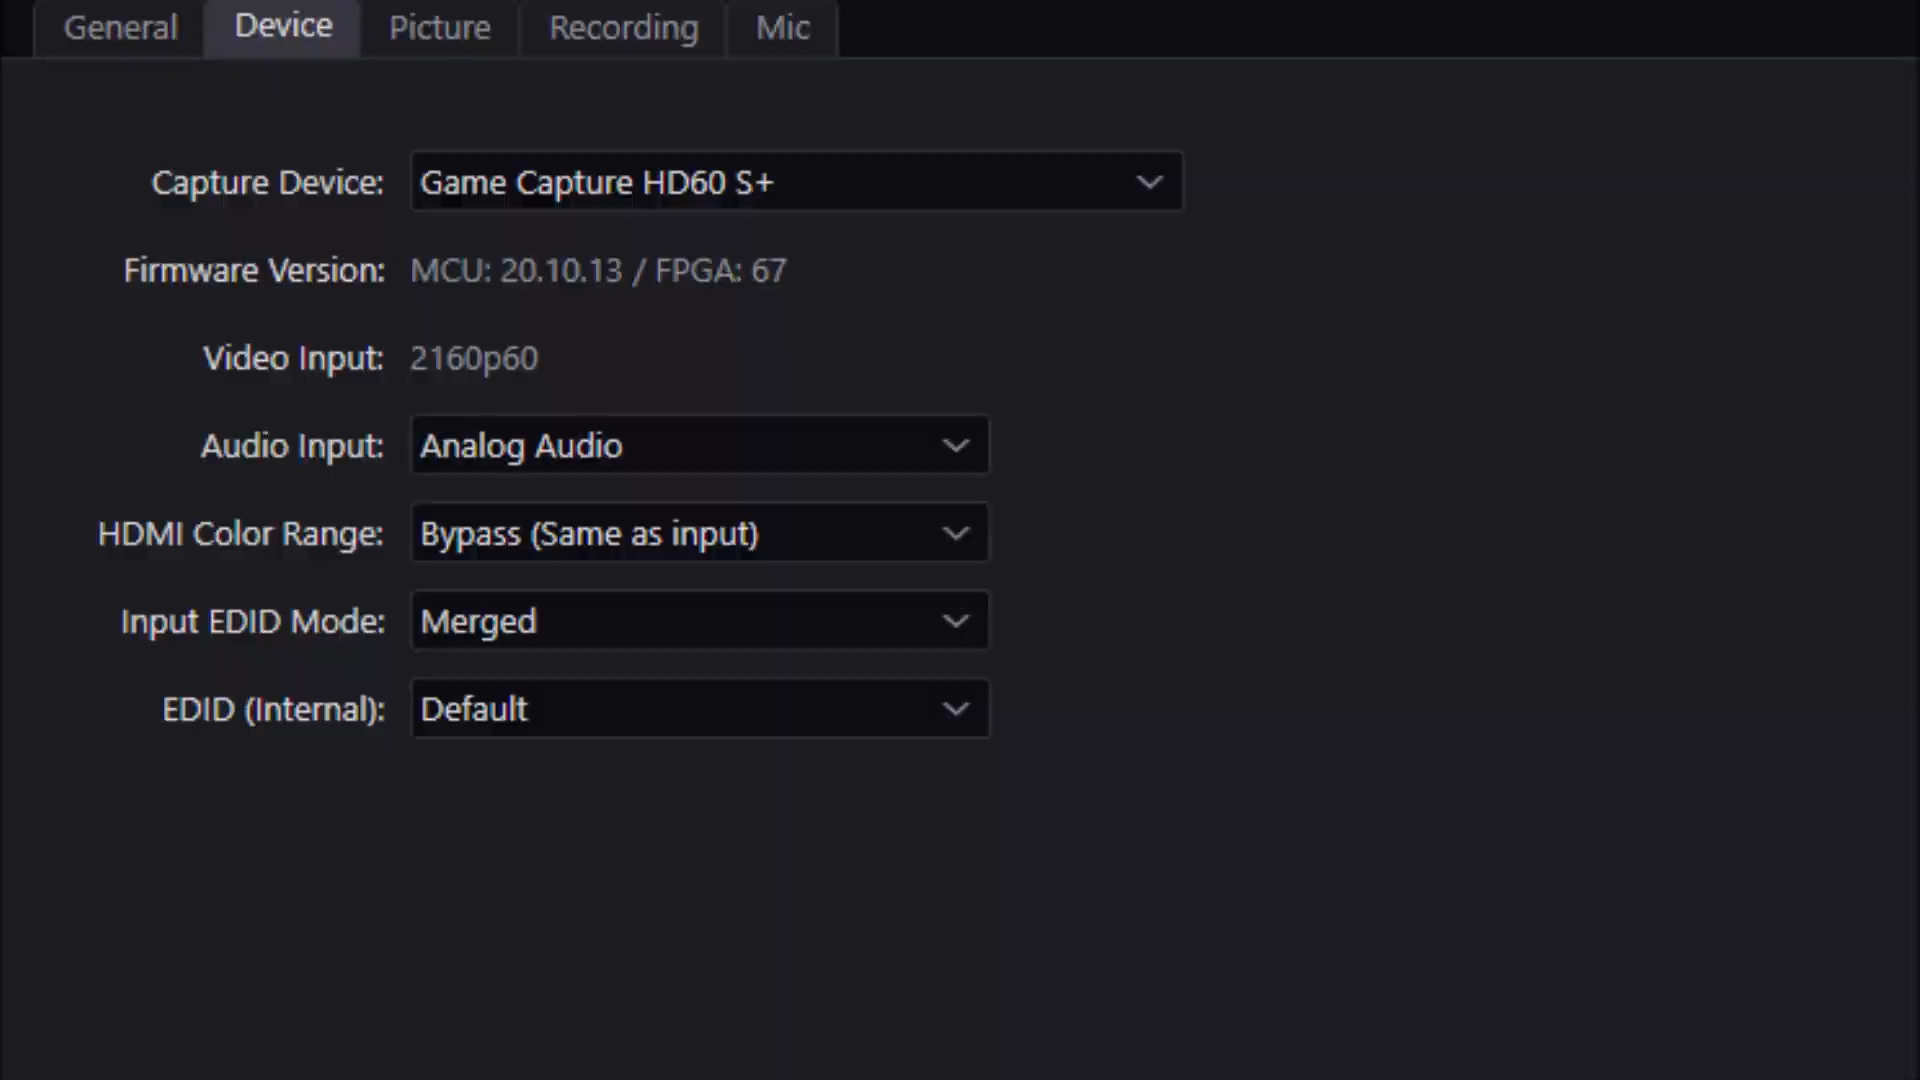 General Device Picture Recording Mic
Capture Device: Game Capture HD60 S+
Firmware Version: MCU: 20.10.13 / FPGA: 67
Video Input: 2160p60
Audio Input: Analog Audio
HDMI Color Range: Bypass (Same as input)
Input EDID Mode: Merged
EDID (Internal): Default